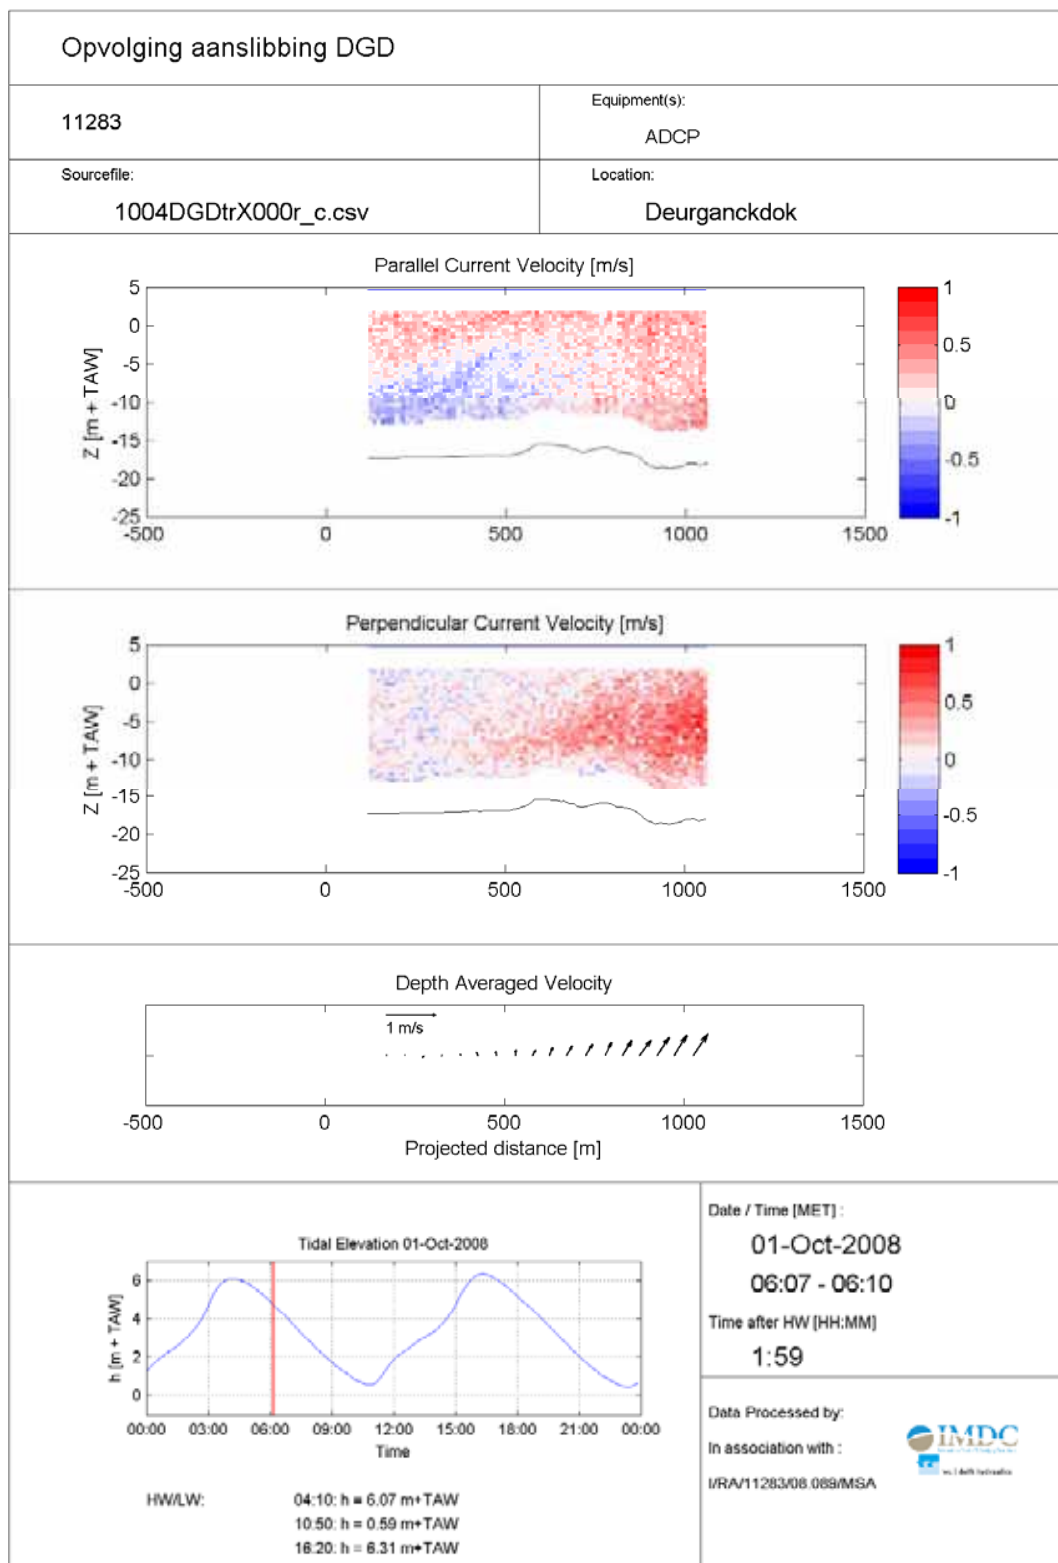 Opvolging aanslibbing DGD
11283
Equipment(s):
ADCP
Sourcefile:
1004DGDtrX000r_c.csv
Location:
Deurganckdok
Parallel Current Velocity [m/s]
Z [m + TAW]
5
0
-5
-10
-15
-20
-25
-500
0
500
1000
1500
1
0.5
0
-0.5
-1
Perpendicular Current Velocity [m/s]
Z [m + TAW]
5
0
-5
-10
-15
-20
-25
-500
0
500
1000
1500
1
0.5
0
-0.5
-1
Depth Averaged Velocity
1 m/s
-500
0
500
1000
1500
Projected distance [m]
Tidal Elevation 01-Oct-2008
h [m + TAW]
6
4
2
0
00:00
03:00
06:00
09:00
12:00
15:00
18:00
21:00
00:00
Time
HW/LW:
04:10: h = 6.07 m+TAW
10:50: h = 0.59 m+TAW
16:20: h = 6.31 m+TAW
Date / Time [MET] :
01-Oct-2008
06:07 - 06:10
Time after HW [HH:MM]
1:59
Data Processed by:
In association with :
I/RA/11283/08.089/MSA
IMDC
wl | delft hydraulics